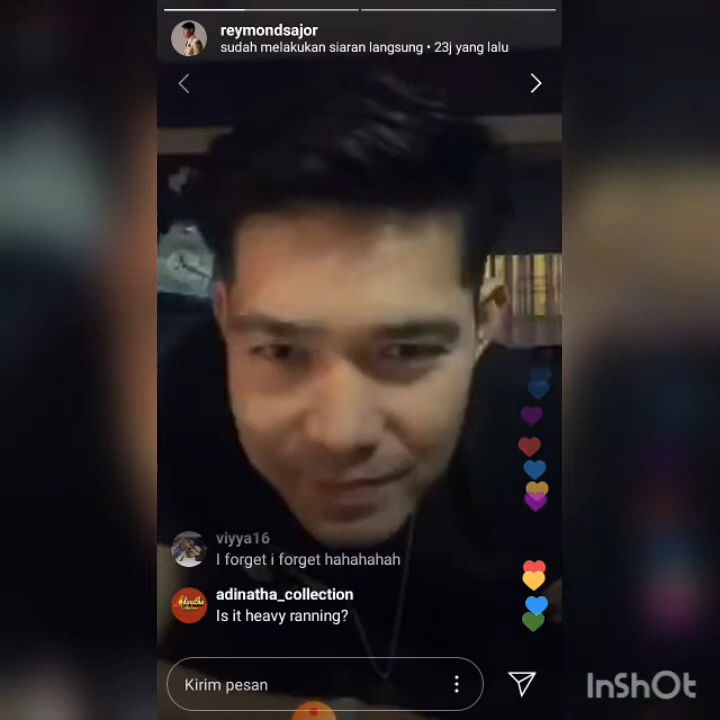 reymondsajor
sudah melakukan siaran langsung • 23j yang lalu
viyya16
I forget i forget hahahahah
adinatha_collection
Is it heavy ranning?
Kirim pesan
InShOt